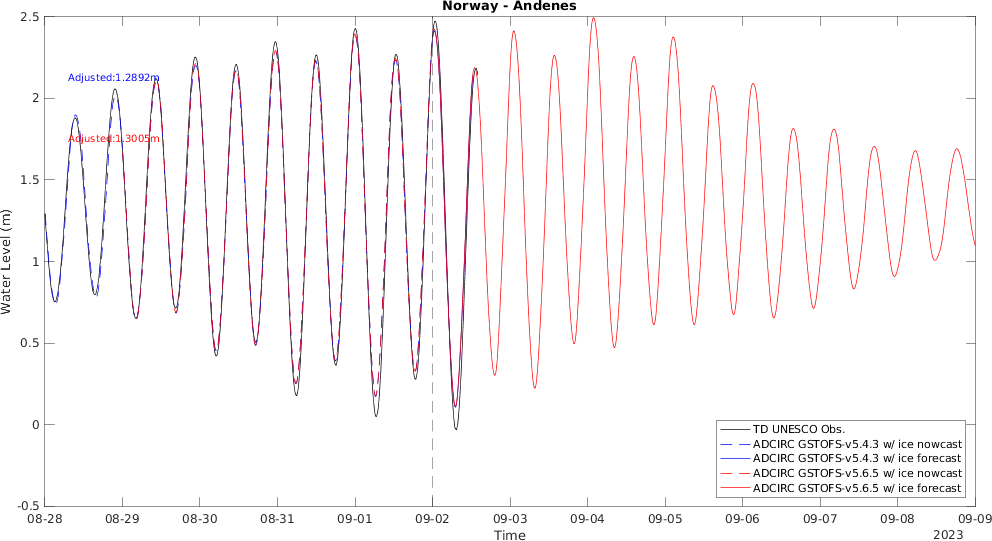 Norway - Andenes
2.5
2
1.5
1
0.5
0
-0.5
Water Level (m)
Adjusted:1.2892m
Adjusted:1.3005m
TD UNESCO Obs.
ADCIRC GSTOFS-v5.4.3 w/ ice nowcast
ADCIRC GSTOFS-v5.4.3 w/ ice forecast
ADCIRC GSTOFS-v5.6.5 w/ ice nowcast
ADCIRC GSTOFS-v5.6.5 w/ ice forecast
08-28 08-29 08-30 08-31 09-01 09-02 09-03 09-04 09-05 09-06 09-07 09-08 09-09
Time
2023